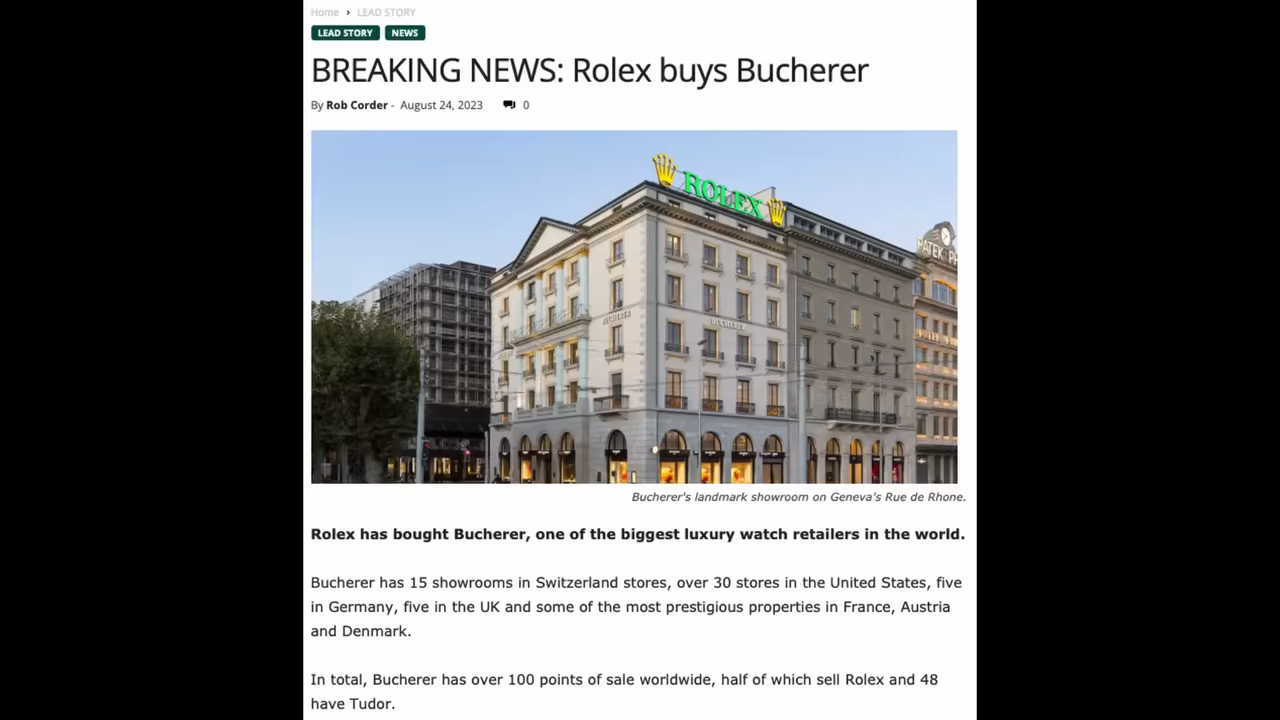 Home › LEAD STORY
LEAD STORY NEWS
BREAKING NEWS: Rolex buys Bucherer
By Rob Corder - August 24, 2023 0
ROLEX
PATEK PH
BUCHERER
BUCHERER
Bucherer's landmark showroom on Geneva's Rue de Rhone.
Rolex has bought Bucherer, one of the biggest luxury watch retailers in the world.
Bucherer has 15 showrooms in Switzerland stores, over 30 stores in the United States, five
in Germany, five in the UK and some of the most prestigious properties in France, Austria
and Denmark.
In total, Bucherer has over 100 points of sale worldwide, half of which sell Rolex and 48
have Tudor.